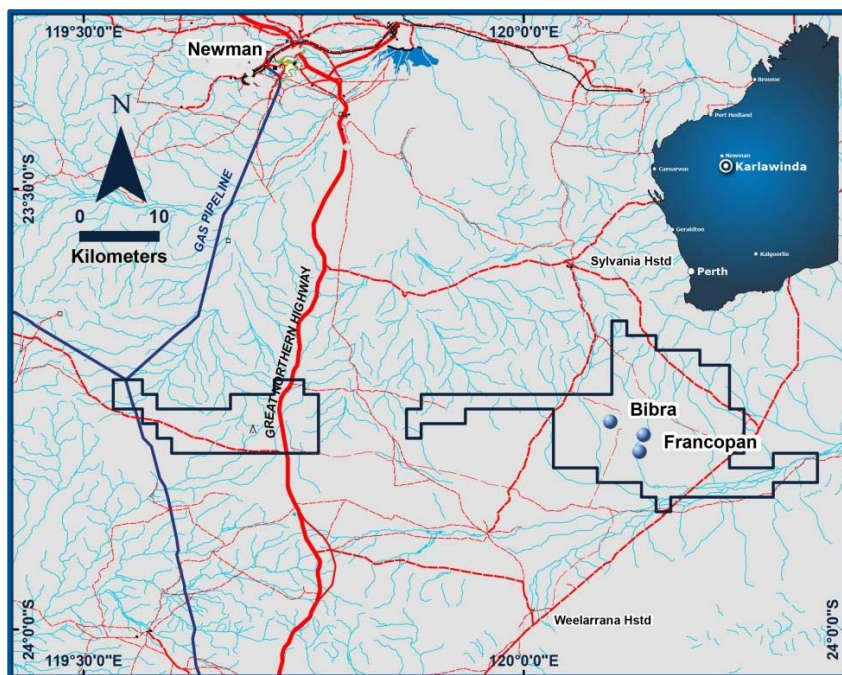 119°30'0"E
120°0'0"E
Newman
N
0 10
Kilometers
23°30'0"S
GAS PIPELINE
GREAT NORTHERN HIGHWAY
Broome
Port Hedland
Newman
Karlawinda
Carnarvon
Geraldton
Kalgoorlie
Perth
Sylvania Hstd
Bibra
Francopan
Weelarrana Hstd
24°0'0"S
24°0'0"S
119°30'0"E
120°0'0"E